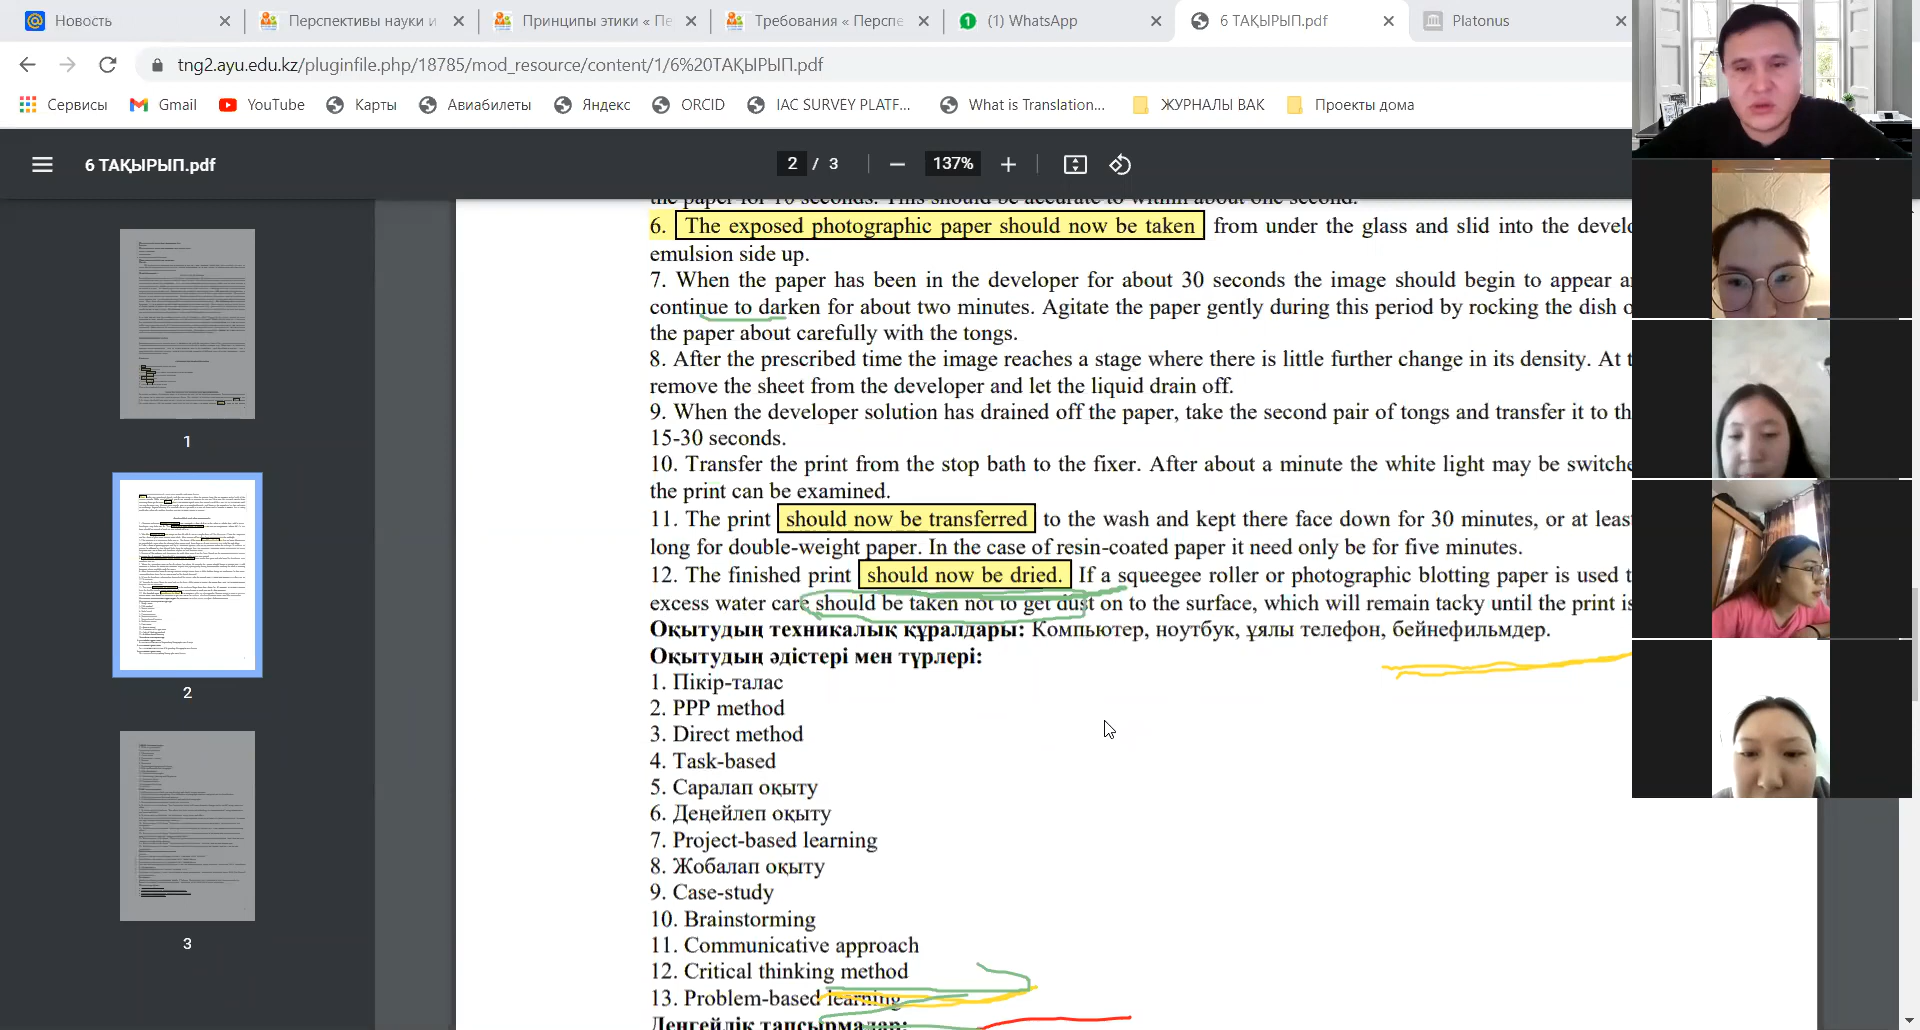 Новость
Перспективы науки и
Принципы этики « Пе
Требования « Перспе
(1) WhatsApp
6 ТАҚЫРЫП.pdf
Platonus
tng2.ayu.edu.kz/pluginfile.php/18785/mod_resource/content/1/6%20ТАҚЫРЫП.pdf
Сервисы
Gmail
YouTube
Карты
Авиабилеты
Яндекс
ORCID
IAC SURVEY PLATF...
What is Translation...
ЖУРНАЛЫ ВАК
Проекты дома
6 ТАҚЫРЫП.pdf
2 / 3
137%
1
2
3
the paper for 10 seconds. This should be accurate to within about one second.
6. The exposed photographic paper should now be taken from under the glass and slid into the develo
emulsion side up.
7. When the paper has been in the developer for about 30 seconds the image should begin to appear a
continue to darken for about two minutes. Agitate the paper gently during this period by rocking the dish o
the paper about carefully with the tongs.
8. After the prescribed time the image reaches a stage where there is little further change in its density. At t
remove the sheet from the developer and let the liquid drain off.
9. When the developer solution has drained off the paper, take the second pair of tongs and transfer it to th
15-30 seconds.
10. Transfer the print from the stop bath to the fixer. After about a minute the white light may be switche
the print can be examined.
11. The print should now be transferred to the wash and kept there face down for 30 minutes, or at leas
long for double-weight paper. In the case of resin-coated paper it need only be for five minutes.
12. The finished print should now be dried. If a squeegee roller or photographic blotting paper is used t
excess water care should be taken not to get dust on to the surface, which will remain tacky until the print is
Оқытудың техникалық құралдары: Компьютер, ноутбук, ұялы телефон, бейнефильмдер.
Оқытудың әдістері мен түрлері:
1. Пікір-талас
2. PPP method
3. Direct method
4. Task-based
5. Саралап оқыту
6. Деңейлеп оқыту
7. Project-based learning
8. Жобалап оқыту
9. Case-study
10. Brainstorming
11. Communicative approach
12. Critical thinking method
13. Problem-based learning
Деңгейлік тапсырмалар: